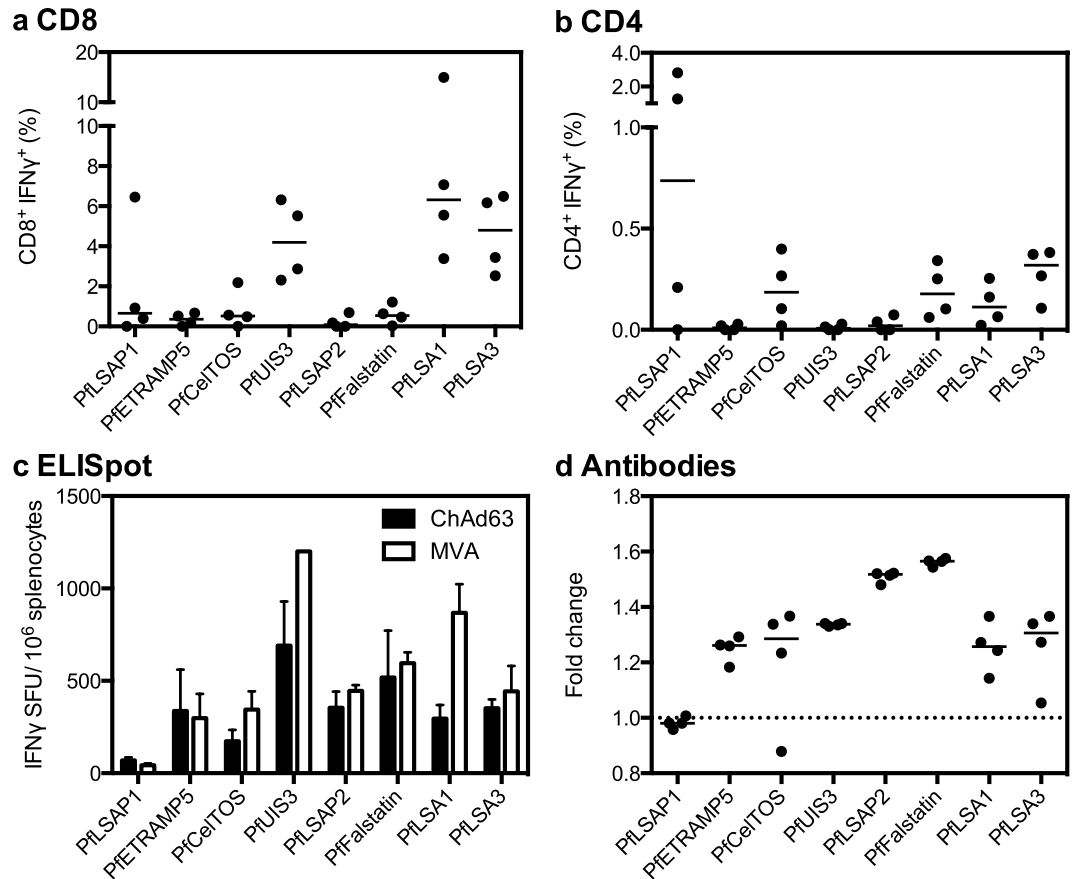 a CD8
CD8⁺ IFNγ⁺ (%)
20
10
10
8
6
4
2
0
PfLSAP1
PfETRAMP5
PfCelTOS
PfUIS3
PfLSAP2
PfFalstatin
PfLSA1
PfLSA3
b CD4
CD4⁺ IFNγ⁺ (%)
4.0
2.0
1.0
0.5
0.0
PfLSAP1
PfETRAMP5
PfCelTOS
PfUIS3
PfLSAP2
PfFalstatin
PfLSA1
PfLSA3
c ELISpot
IFNγ SFU/ 10⁶ splenocytes
1500
1000
500
0
ChAd63
MVA
PfLSAP1
PfETRAMP5
PfCelTOS
PfUIS3
PfLSAP2
PfFalstatin
PfLSA1
PfLSA3
d Antibodies
Fold change
1.8
1.6
1.4
1.2
1.0
0.8
PfLSAP1
PfETRAMP5
PfCelTOS
PfUIS3
PfLSAP2
PfFalstatin
PfLSA1
PfLSA3